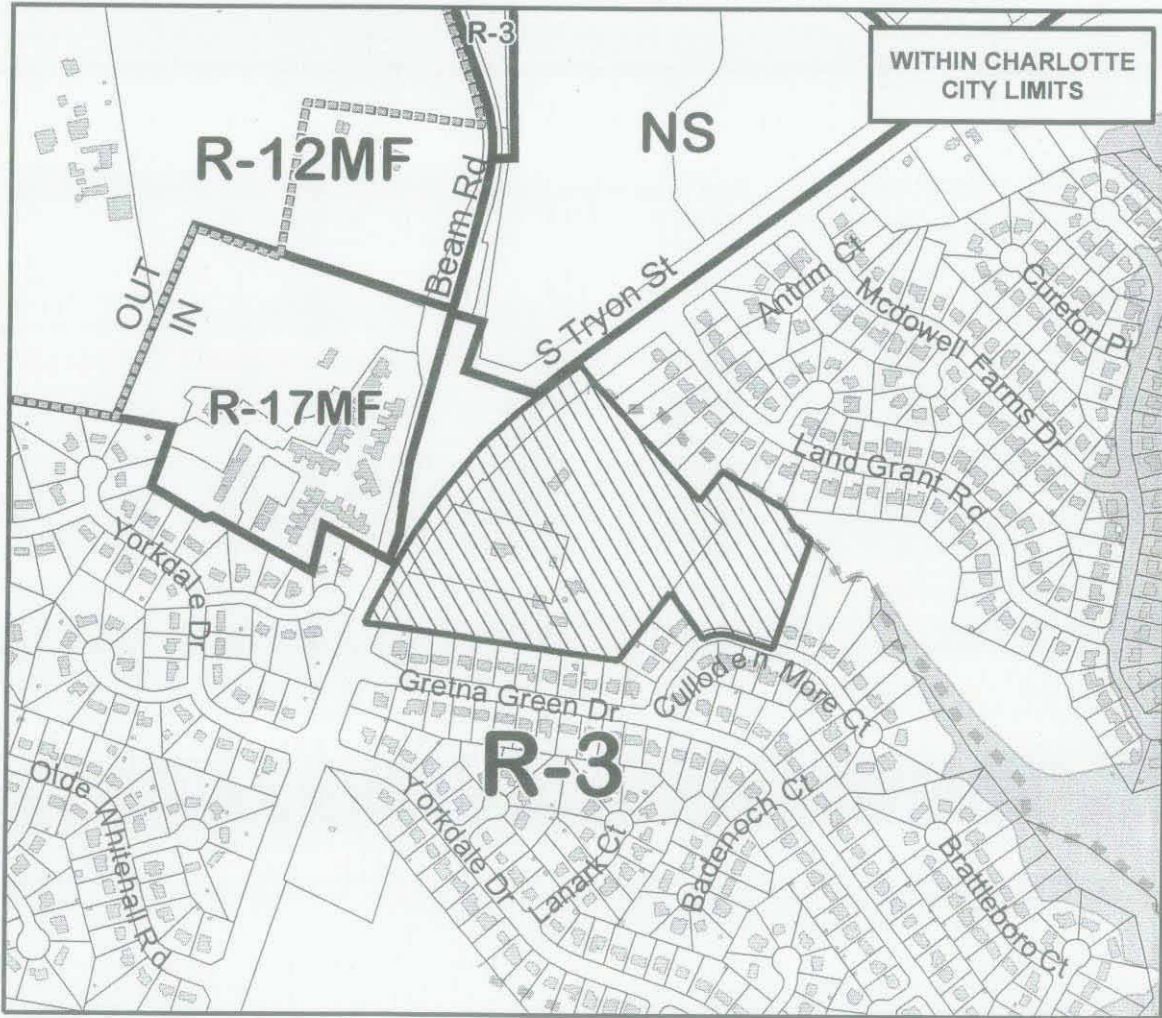 R-3
WITHIN CHARLOTTE
CITY LIMITS
R-12MF
NS
Beam Rd
OUT
IN
S Tryon St
Antrim Ct
Mcdowell Farms Dr
Cureton Pl
R-17MF
Land Grant Rd
Yorkdale Dr
Gretna Green Dr
Culloden More Ct
R-3
Olde Whitehall Rd
Yorkdale Dr
Lanark Ct
Badenoch Ct
Brattleboro Ct